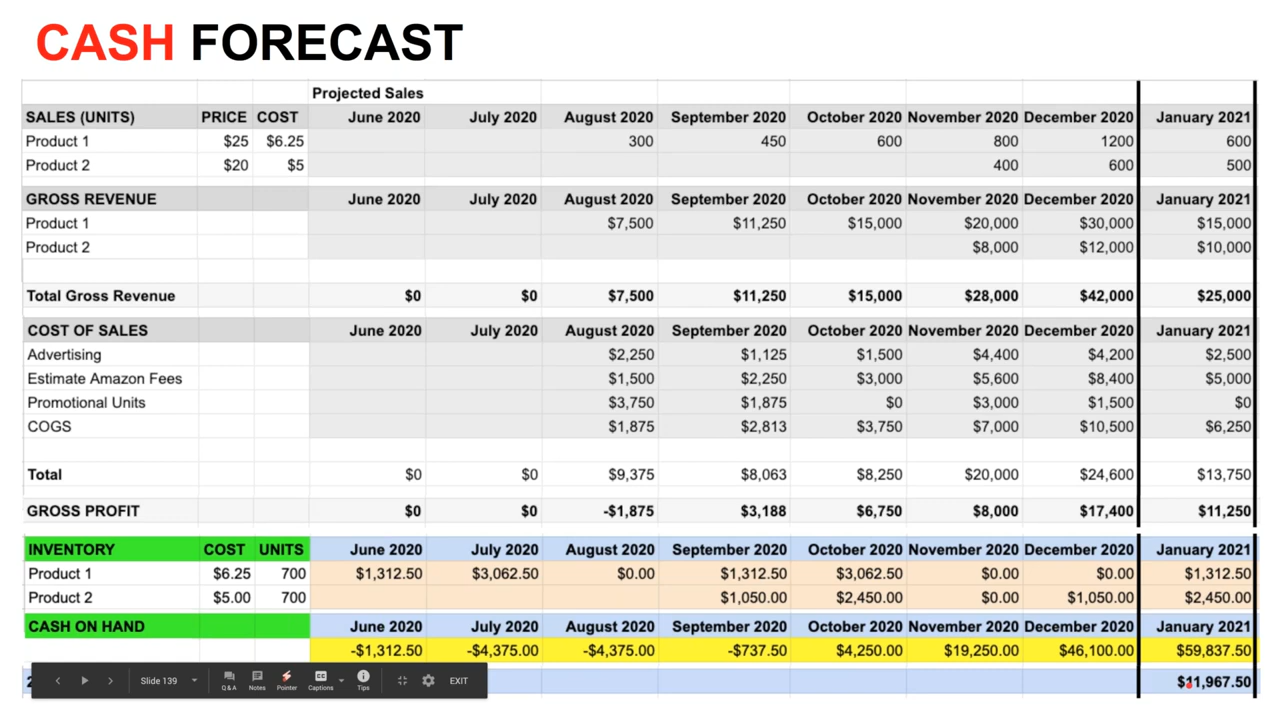 CASH FORECAST
Projected Sales
SALES (UNITS) PRICE COST June 2020 July 2020 August 2020 September 2020 October 2020 November 2020 December 2020 January 2021
Product 1 $25 $6.25 300 450 600 800 1200 600
Product 2 $20 $5 400 600 500
GROSS REVENUE June 2020 July 2020 August 2020 September 2020 October 2020 November 2020 December 2020 January 2021
Product 1 $7,500 $11,250 $15,000 $20,000 $30,000 $15,000
Product 2 $8,000 $12,000 $10,000
Total Gross Revenue $0 $0 $7,500 $11,250 $15,000 $28,000 $42,000 $25,000
COST OF SALES June 2020 July 2020 August 2020 September 2020 October 2020 November 2020 December 2020 January 2021
Advertising $2,250 $1,125 $1,500 $4,400 $4,200 $2,500
Estimate Amazon Fees $1,500 $2,250 $3,000 $5,600 $8,400 $5,000
Promotional Units $3,750 $1,875 $0 $3,000 $1,500 $0
COGS $1,875 $2,813 $3,750 $7,000 $10,500 $6,250
Total $0 $0 $9,375 $8,063 $8,250 $20,000 $24,600 $13,750
GROSS PROFIT $0 $0 -$1,875 $3,188 $6,750 $8,000 $17,400 $11,250
INVENTORY COST UNITS June 2020 July 2020 August 2020 September 2020 October 2020 November 2020 December 2020 January 2021
Product 1 $6.25 700 $1,312.50 $3,062.50 $0.00 $1,312.50 $3,062.50 $0.00 $0.00 $1,312.50
Product 2 $5.00 700 $1,050.00 $2,450.00 $0.00 $1,050.00 $2,450.00
CASH ON HAND June 2020 July 2020 August 2020 September 2020 October 2020 November 2020 December 2020 January 2021
-$1,312.50 -$4,375.00 -$4,375.00 -$737.50 $4,250.00 $19,250.00 $46,100.00 $59,837.50
$11,967.50
Slide 139 Q&A Notes Pointer Captions Tips EXIT